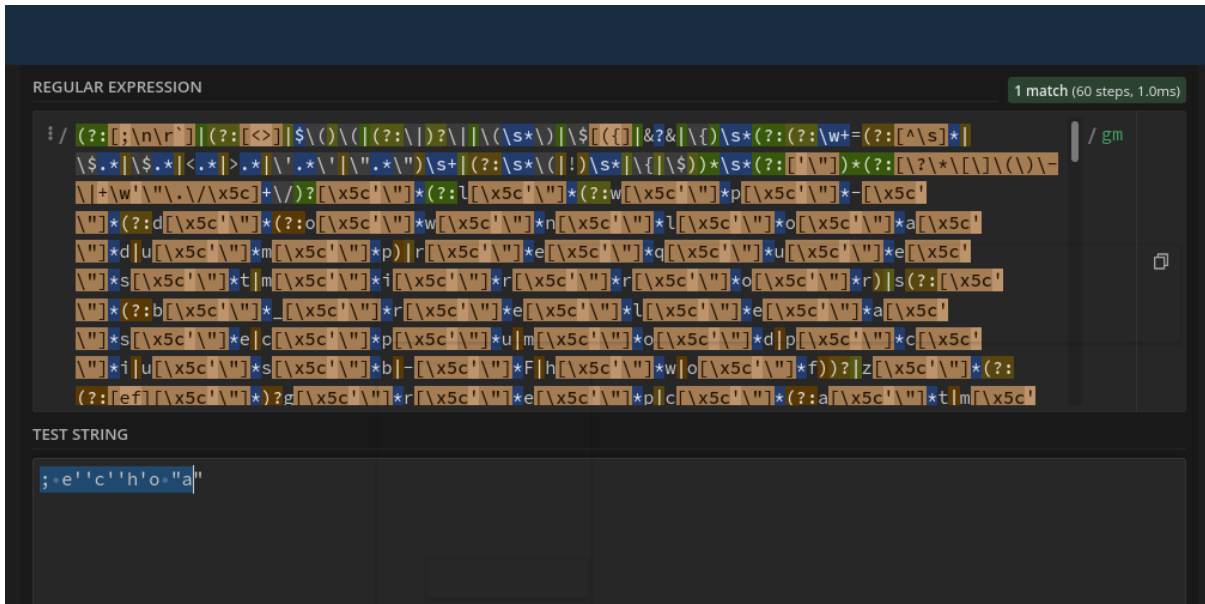 REGULAR EXPRESSION
1 match (60 steps, 1.0ms)
/ (?:[;\n\r`]|(?:[<>]|$\()\(|(?:\|)?\||\(\s*\)|\$[({]|&?&|\{)\s*(?:(?:\w+=(?:[^\s]*| / gm
\$.*|\$.*|<.*|>.*|\'.*\'|\".*\")\s+|(?:\s*\(|!)\s*|\{|\$))*\s*(?:['\"])*(?:[\?\*\[\]\(\)\-
\|+\w'\"\.\/\x5c]+\/)?[\x5c'\"]*(?:l[\x5c'\"]*(?:w[\x5c'\"]*p[\x5c'\"]*-[\x5c'
\"]*(?:d[\x5c'\"]*(?:o[\x5c'\"]*w[\x5c'\"]*n[\x5c'\"]*l[\x5c'\"]*o[\x5c'\"]*a[\x5c'
\"]*d|u[\x5c'\"]*m[\x5c'\"]*p)|r[\x5c'\"]*e[\x5c'\"]*q[\x5c'\"]*u[\x5c'\"]*e[\x5c'
\"]*s[\x5c'\"]*t|m[\x5c'\"]*i[\x5c'\"]*r[\x5c'\"]*r[\x5c'\"]*o[\x5c'\"]*r)|s(?:[\x5c'
\"]*(?:b[\x5c'\"]*_[\x5c'\"]*r[\x5c'\"]*e[\x5c'\"]*l[\x5c'\"]*e[\x5c'\"]*a[\x5c'
\"]*s[\x5c'\"]*e|c[\x5c'\"]*p[\x5c'\"]*u|m[\x5c'\"]*o[\x5c'\"]*d|p[\x5c'\"]*c[\x5c'
\"]*i|u[\x5c'\"]*s[\x5c'\"]*b|-[\x5c'\"]*F|h[\x5c'\"]*w|o[\x5c'\"]*f))?|z[\x5c'\"]*(?:
(?:[ef][\x5c'\"]*)?g[\x5c'\"]*r[\x5c'\"]*e[\x5c'\"]*p|c[\x5c'\"]*(?:a[\x5c'\"]*t|m[\x5c'
TEST STRING
; e''c''h'o "a"